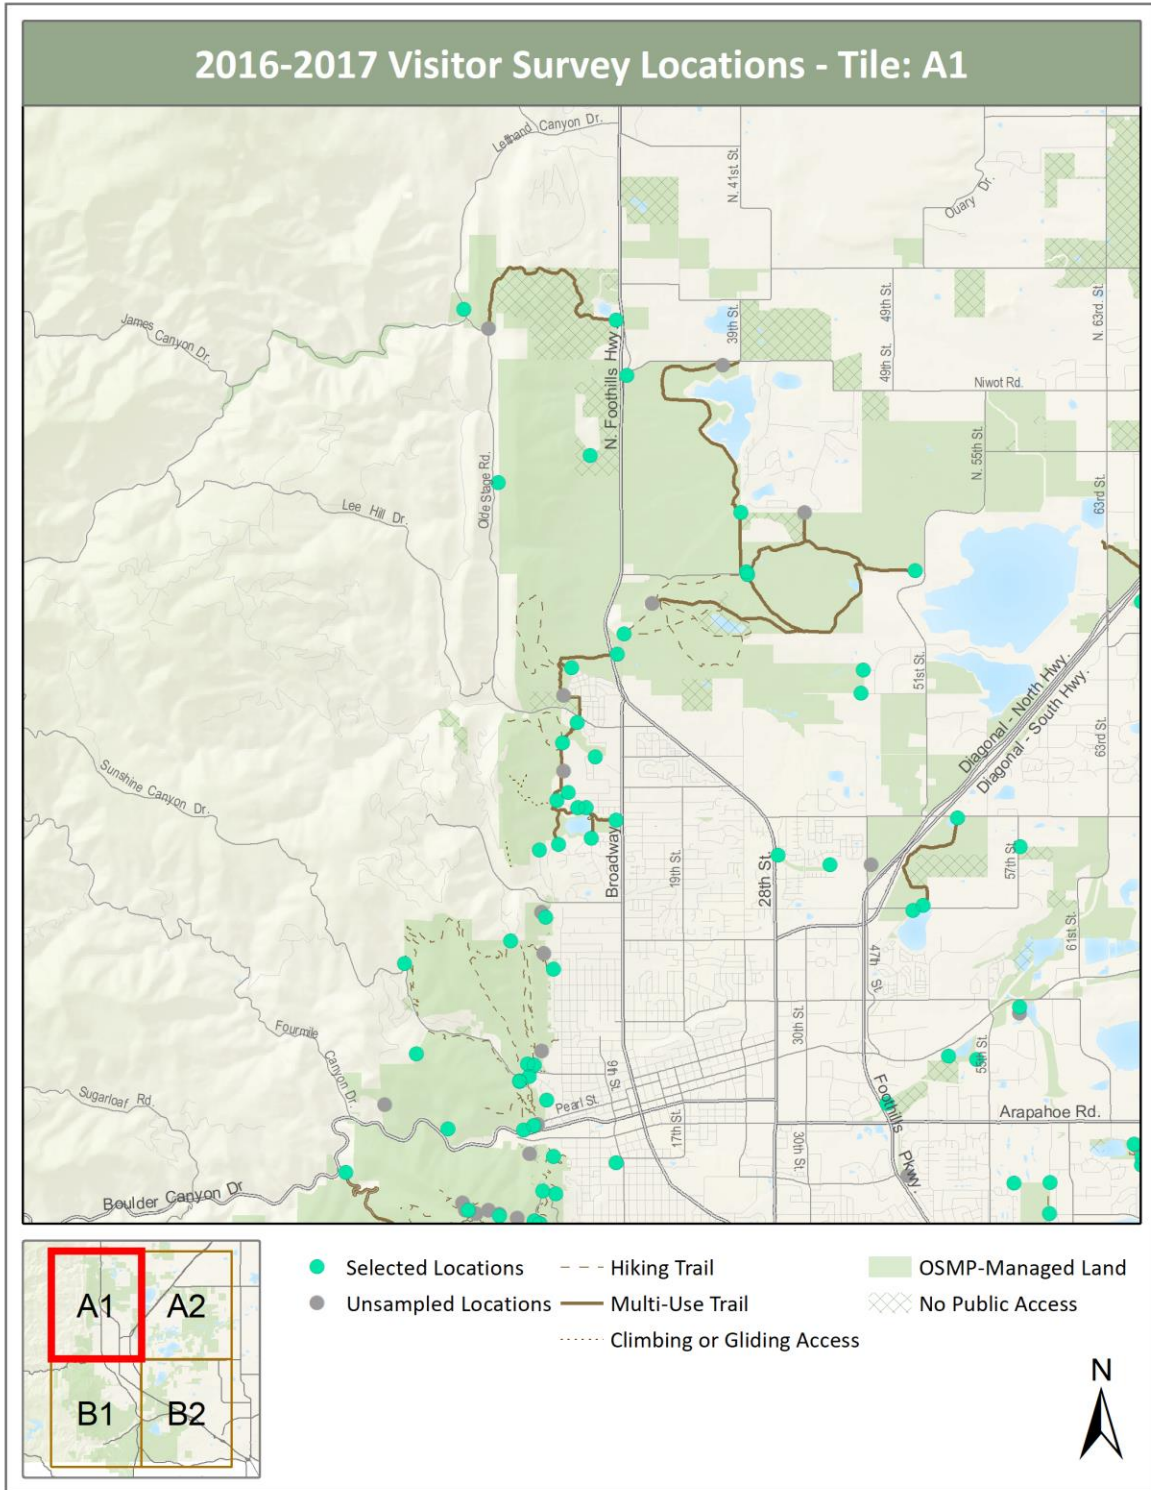 2016-2017 Visitor Survey Locations - Tile: A1
Lefthand Canyon Dr.
N. 41st St.
Ouary Dr.
James Canyon Dr.
N. Foothills Hwy.
39th St.
49th St.
49th St.
N. 63rd. St.
Niwot Rd.
Olde Stage Rd.
Lee Hill Dr.
N. 55th St.
63rd St.
51st St.
Diagonal - North Hwy.
Diagonal - South Hwy.
63rd St.
Sunshine Canyon Dr.
Broadway
19th St.
28th St.
57th St.
61st St.
47th St.
Fourmile Canyon Dr.
30th St.
55th St.
9th St.
Sugarloaf Rd.
Pearl St.
17th St.
30th St.
Foothills Pkwy.
Arapahoe Rd.
Boulder Canyon Dr
A1 A2
B1 B2
Selected Locations
Unsampled Locations
Hiking Trail
Multi-Use Trail
Climbing or Gliding Access
OSMP-Managed Land
No Public Access
N